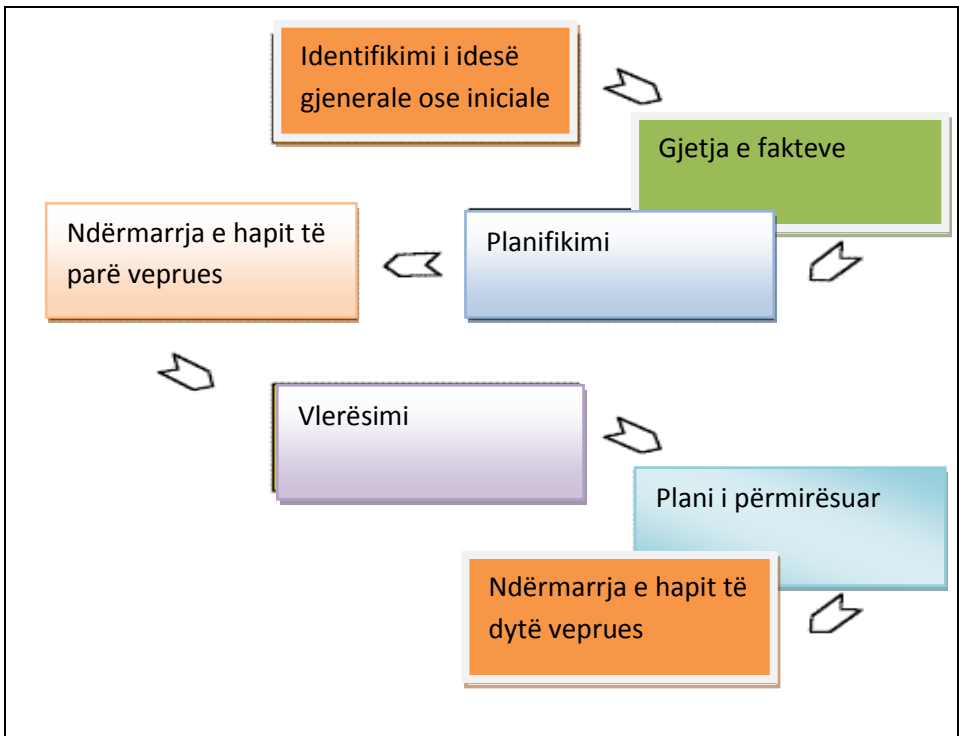 Identifikimi i idesë
gjenerale ose iniciale
Gjetja e fakteve
Planifikimi
Ndërmarrja e hapit të
parë veprues
Vlerësimi
Plani i përmirësuar
Ndërmarrja e hapit të
dytë veprues